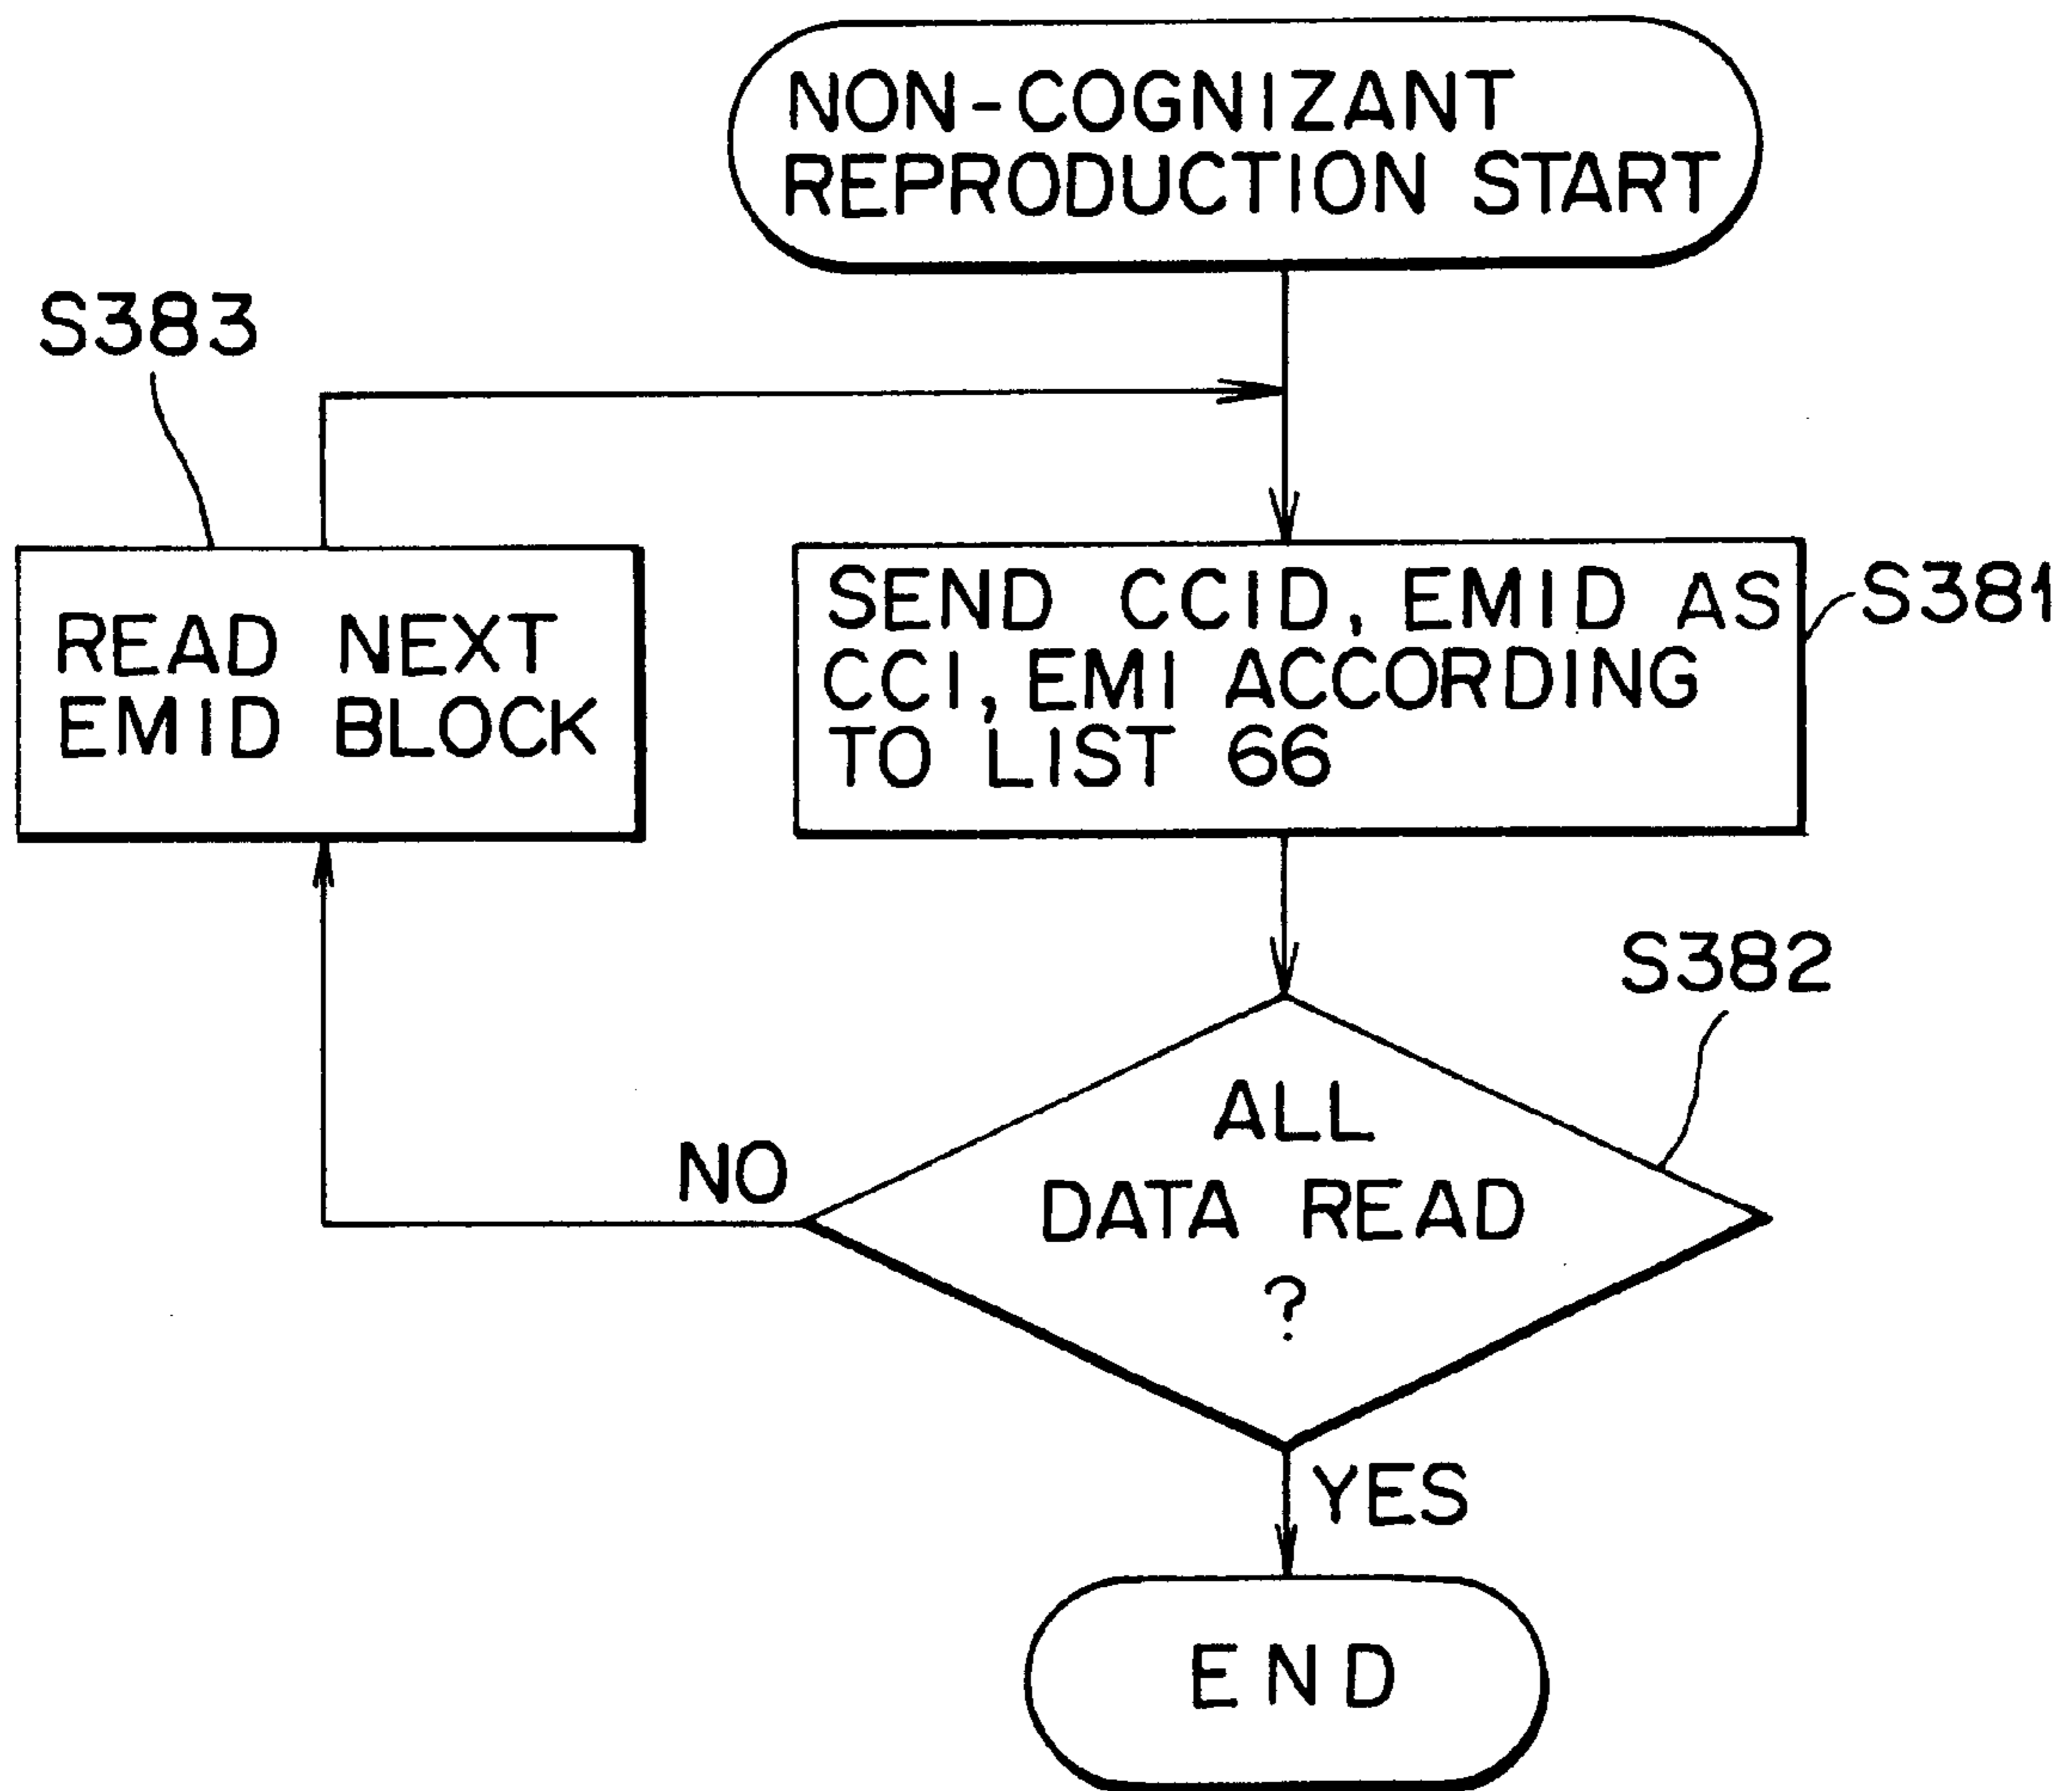 NON-COGNIZANT
REPRODUCTION START
S383
READ NEXT
EMID BLOCK
SEND CCID, EMID AS
CCI, EMI ACCORDING
TO LIST 66
S381
S382
ALL
DATA READ
?
NO
YES
END